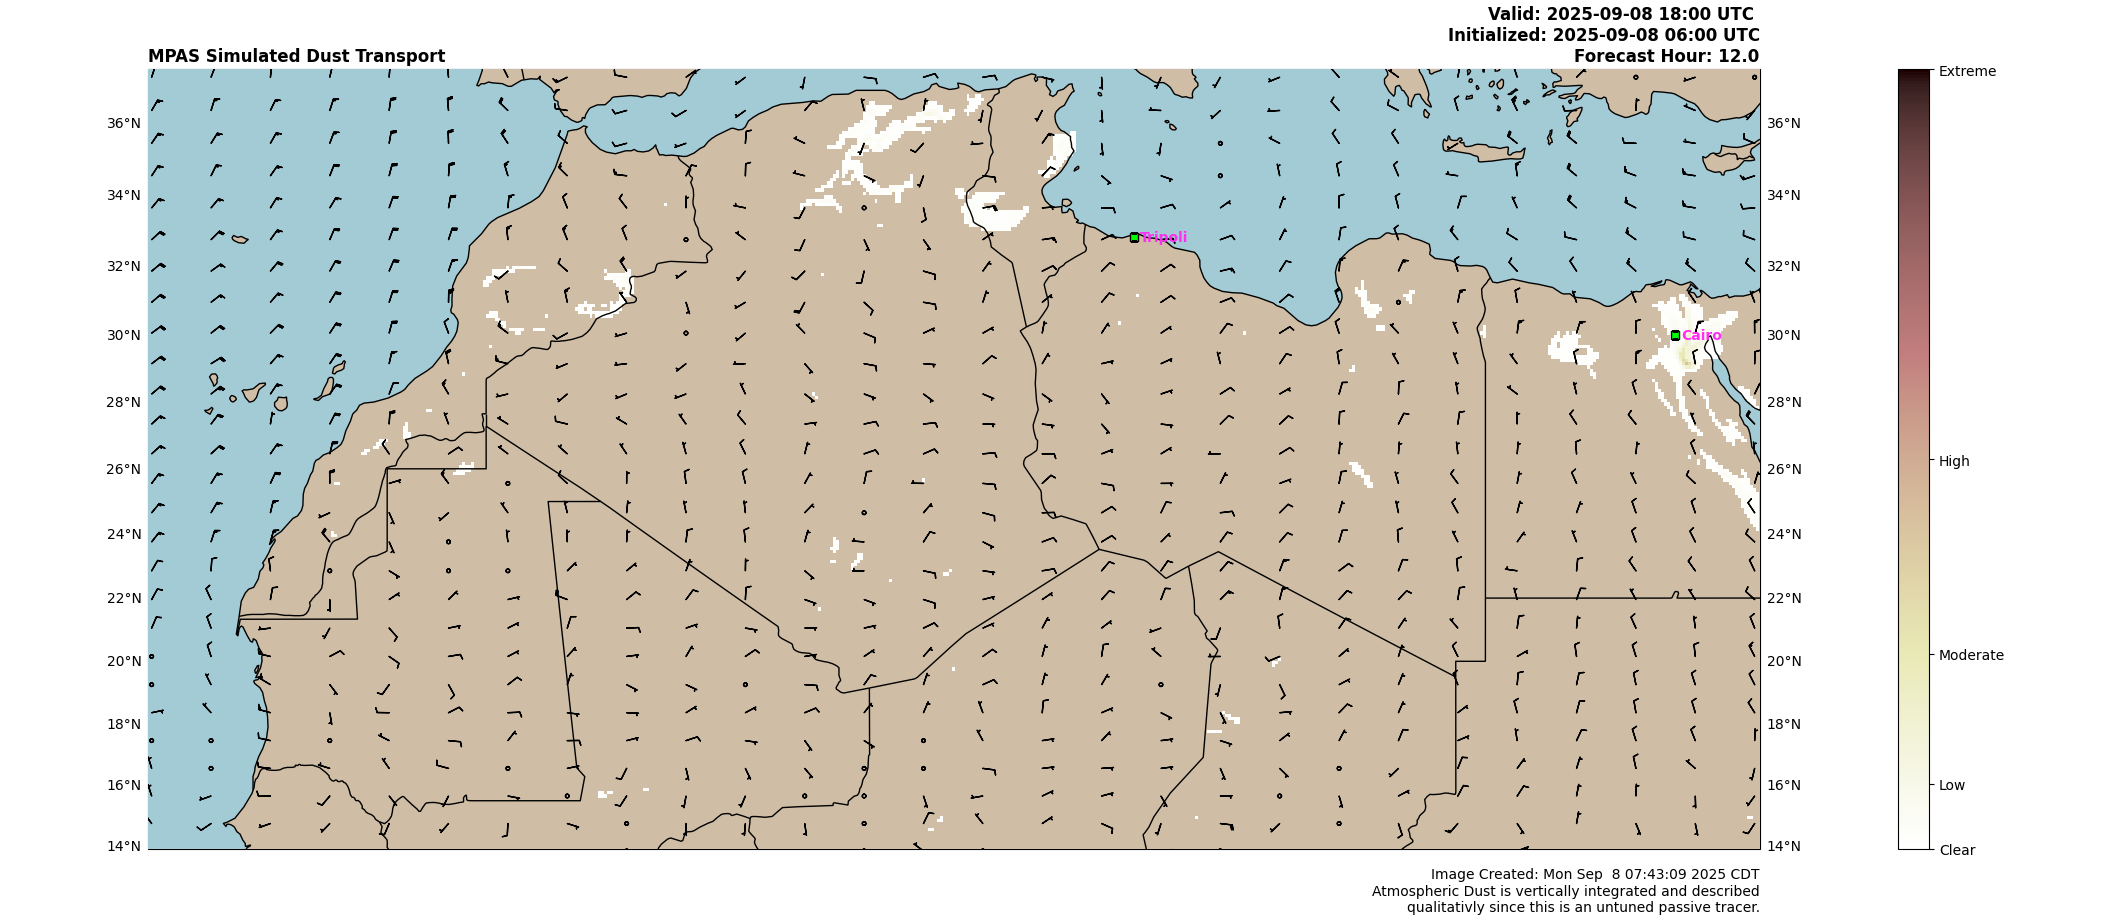 Valid: 2025-09-08 18:00 UTC
Initialized: 2025-09-08 06:00 UTC
MPAS Simulated Dust Transport
Forecast Hour: 12.0
Extreme
36°N
36°N
34°N
34°N
Tripoli
32°N
32°N
30°N
Cairo
30°N
28°N
28°N
High
26°N
26°N
24°N
24°N
22°N
22°N
Moderate
20°N
20°N
18°N
18°N
16°N
16°N
Low
14°N
14°N
Clear
Image Created: Mon Sep  8 07:43:09 2025 CDT
Atmospheric Dust is vertically integrated and described
qualitativly since this is an untuned passive tracer.